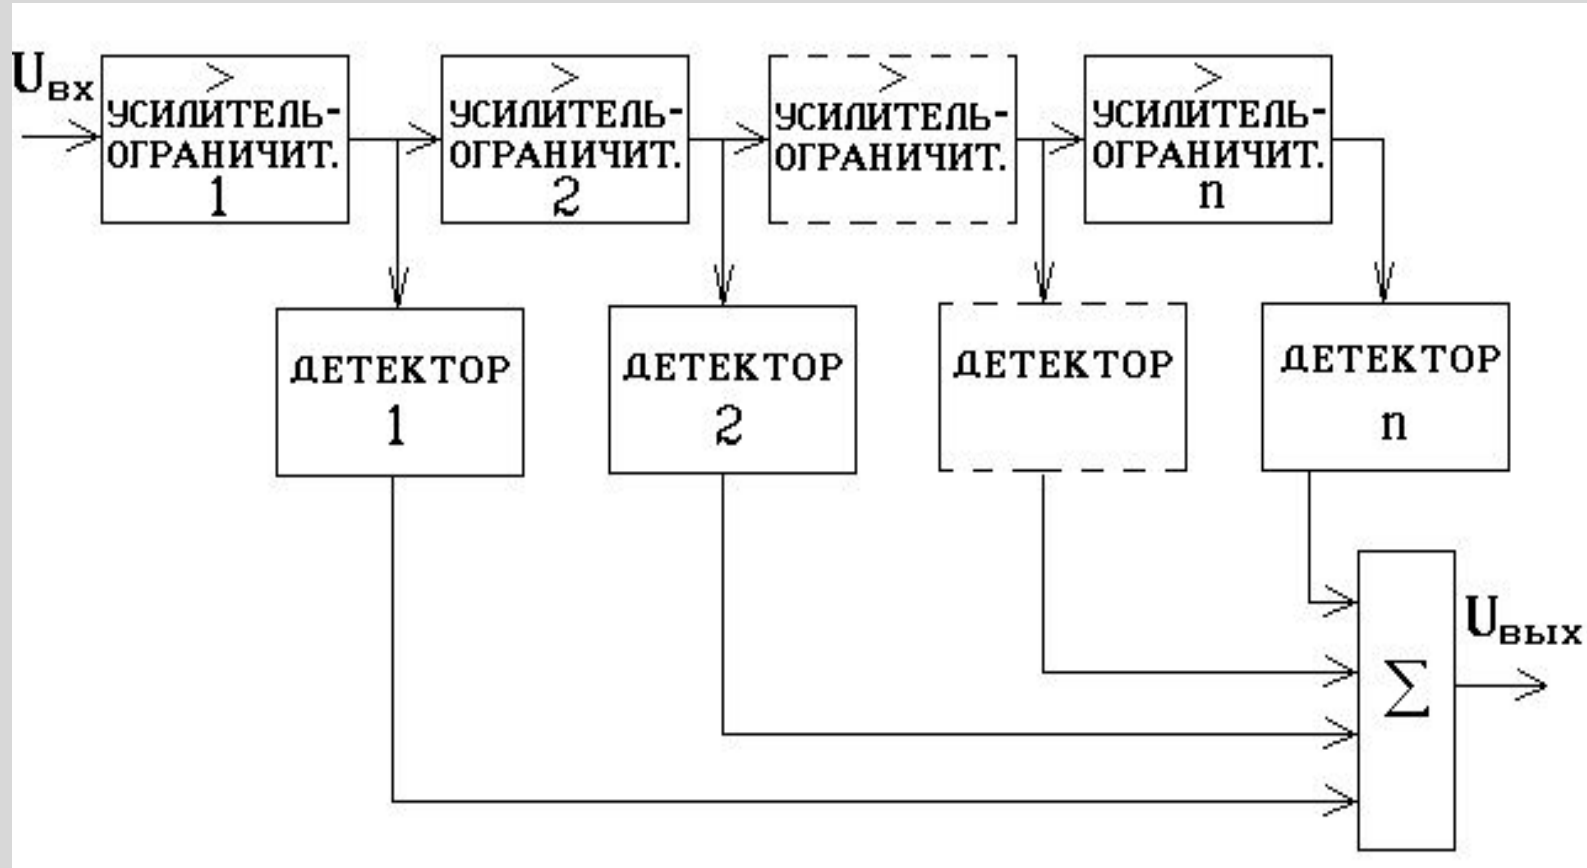 Uвх
>
УСИЛИТЕЛЬ-
ОГРАНИЧИТ.
1
>
УСИЛИТЕЛЬ-
ОГРАНИЧИТ.
2
>
УСИЛИТЕЛЬ-
ОГРАНИЧИТ.
>
УСИЛИТЕЛЬ-
ОГРАНИЧИТ.
n
ДЕТЕКТОР
1
ДЕТЕКТОР
2
ДЕТЕКТОР
ДЕТЕКТОР
n
Σ
Uвых